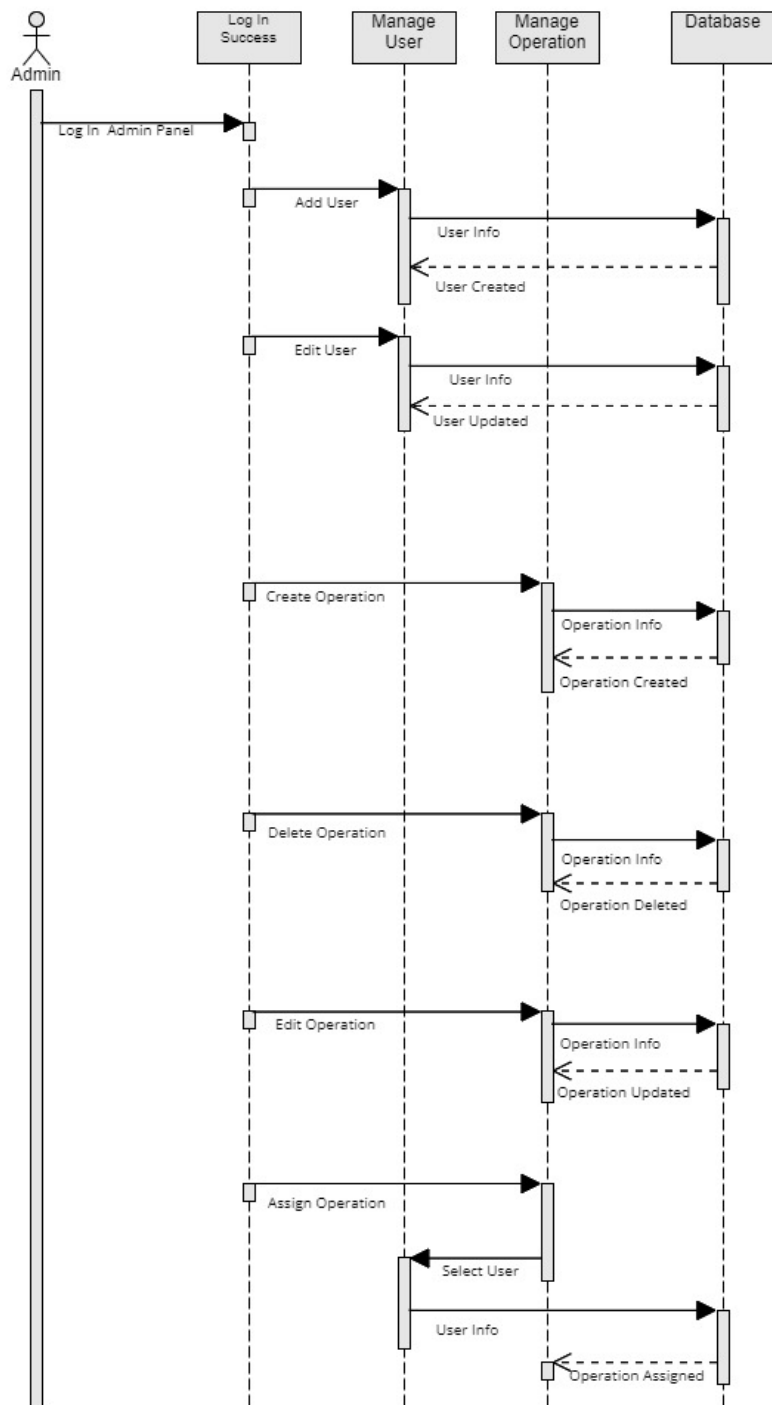 Log In
Success
Manage
User
Manage
Operation
Database
Admin
Log In Admin Panel
Add User
User Info
User Created
Edit User
User Info
User Updated
Create Operation
Operation Info
Operation Created
Delete Operation
Operation Info
Operation Deleted
Edit Operation
Operation Info
Operation Updated
Assign Operation
Select User
User Info
Operation Assigned